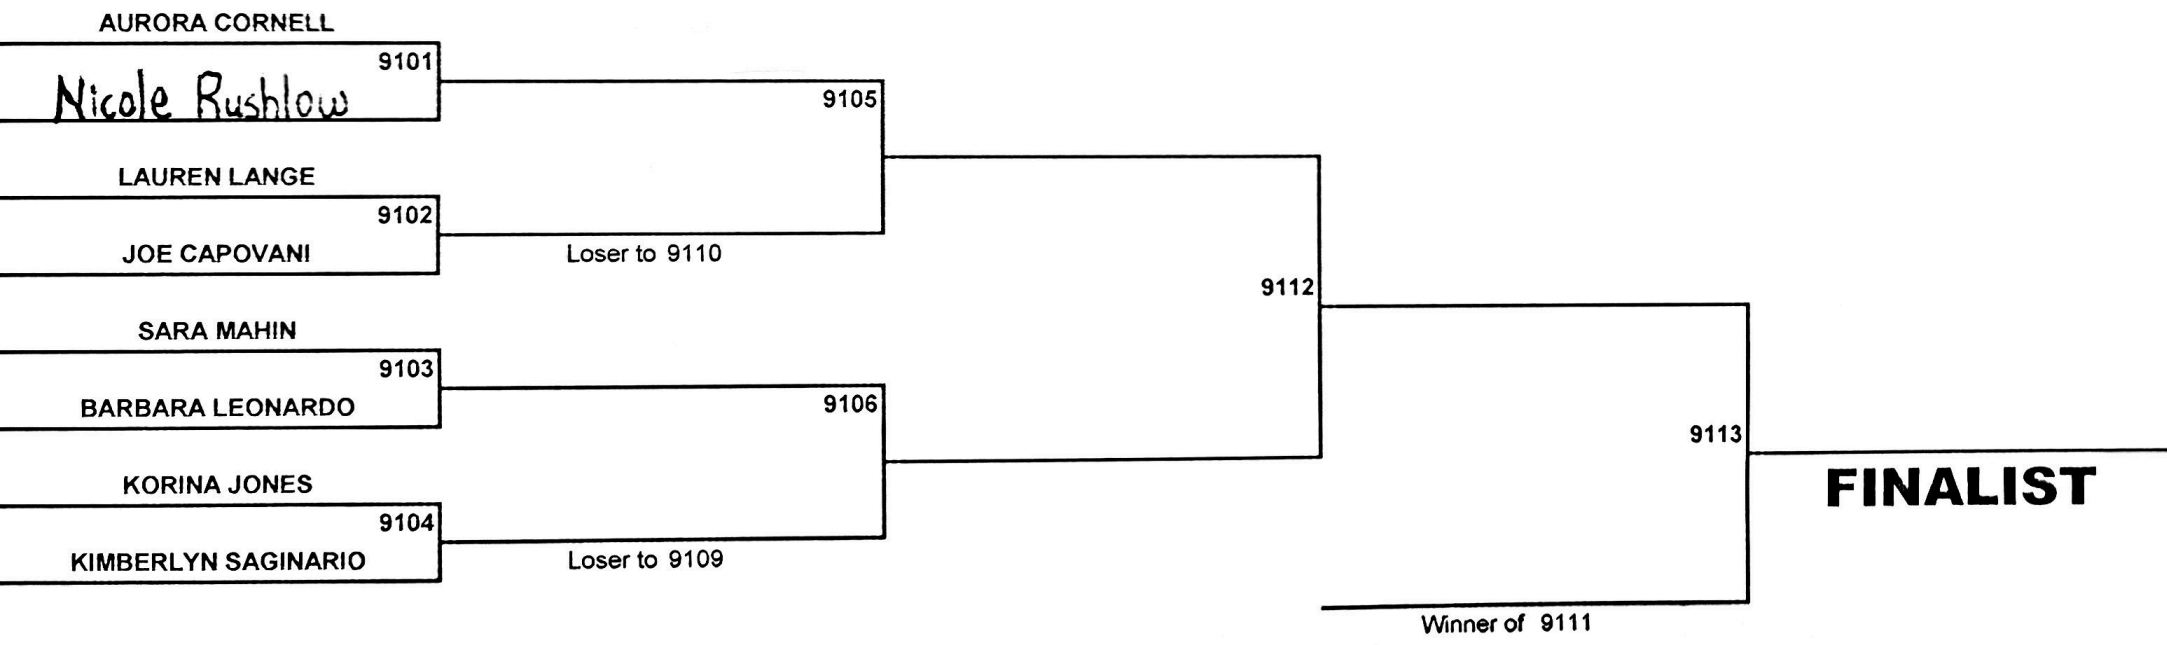 AURORA CORNELL
9101
Nicole Rushlow
9105
LAUREN LANGE
9102
JOE CAPOVANI
Loser to 9110
9112
SARA MAHIN
9103
BARBARA LEONARDO
9106
KORINA JONES
9104
KIMBERLYN SAGINARIO
Loser to 9109
9113
FINALIST
Winner of 9111